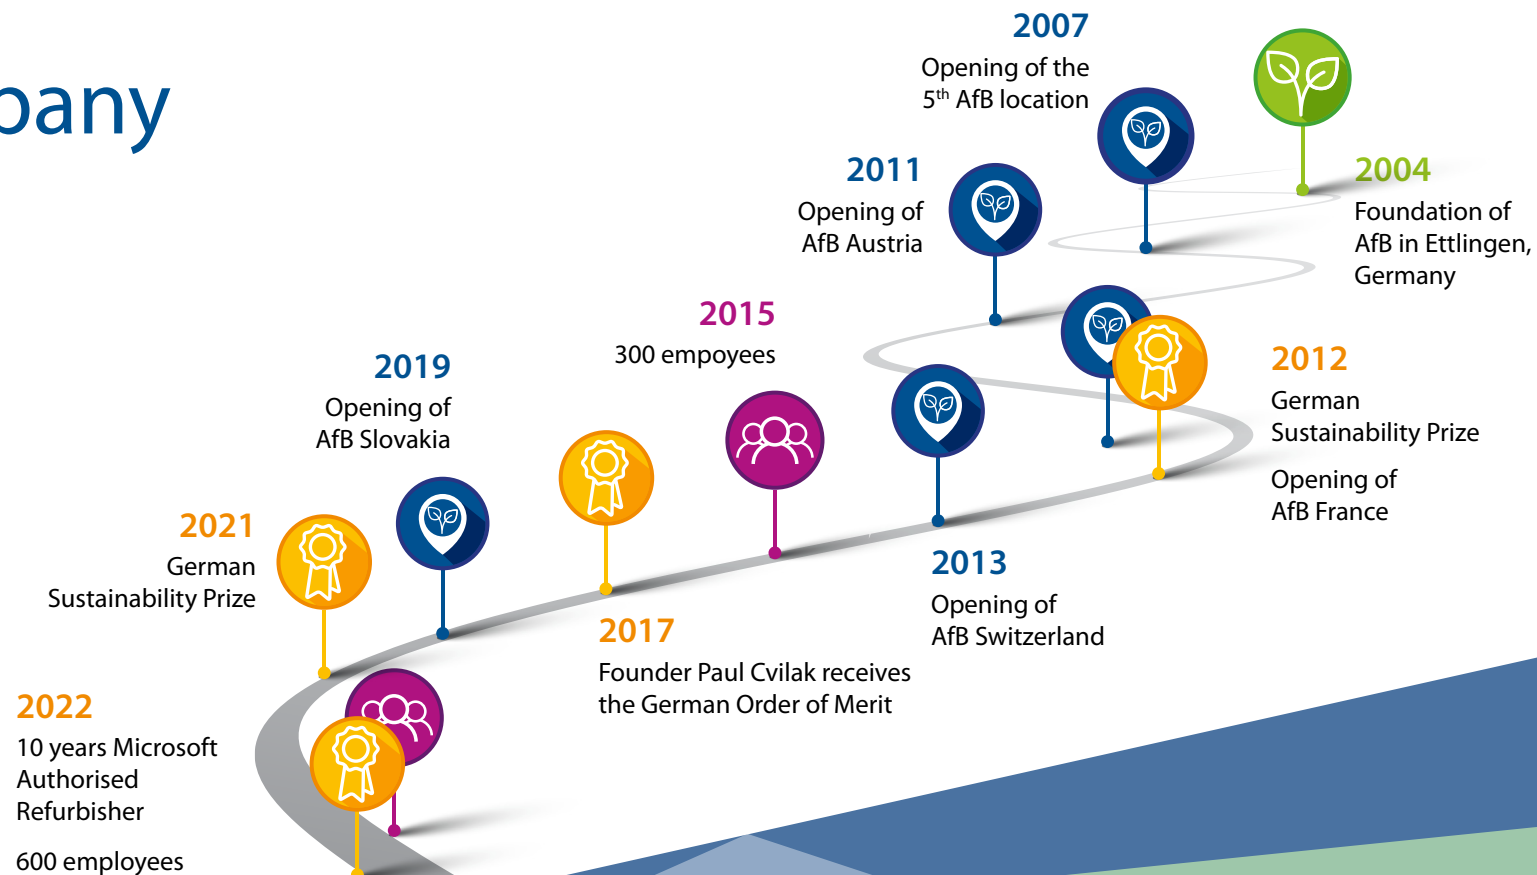 pany
2007
Opening of the
5th AfB location
2004
Foundation of
AfB in Ettlingen,
Germany
2011
Opening of
AfB Austria
2012
German
Sustainability Prize
Opening of
AfB France
2013
Opening of
AfB Switzerland
2015
300 empoyees
2017
Founder Paul Cvilak receives
the German Order of Merit
2019
Opening of
AfB Slovakia
2021
German
Sustainability Prize
2022
10 years Microsoft
Authorised
Refurbisher
600 employees